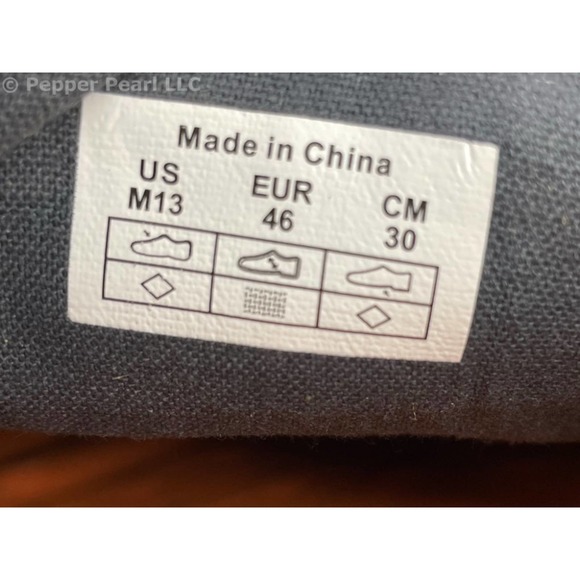 © Pepper Pearl LLC
Made in China
US EUR CM
M13 46 30